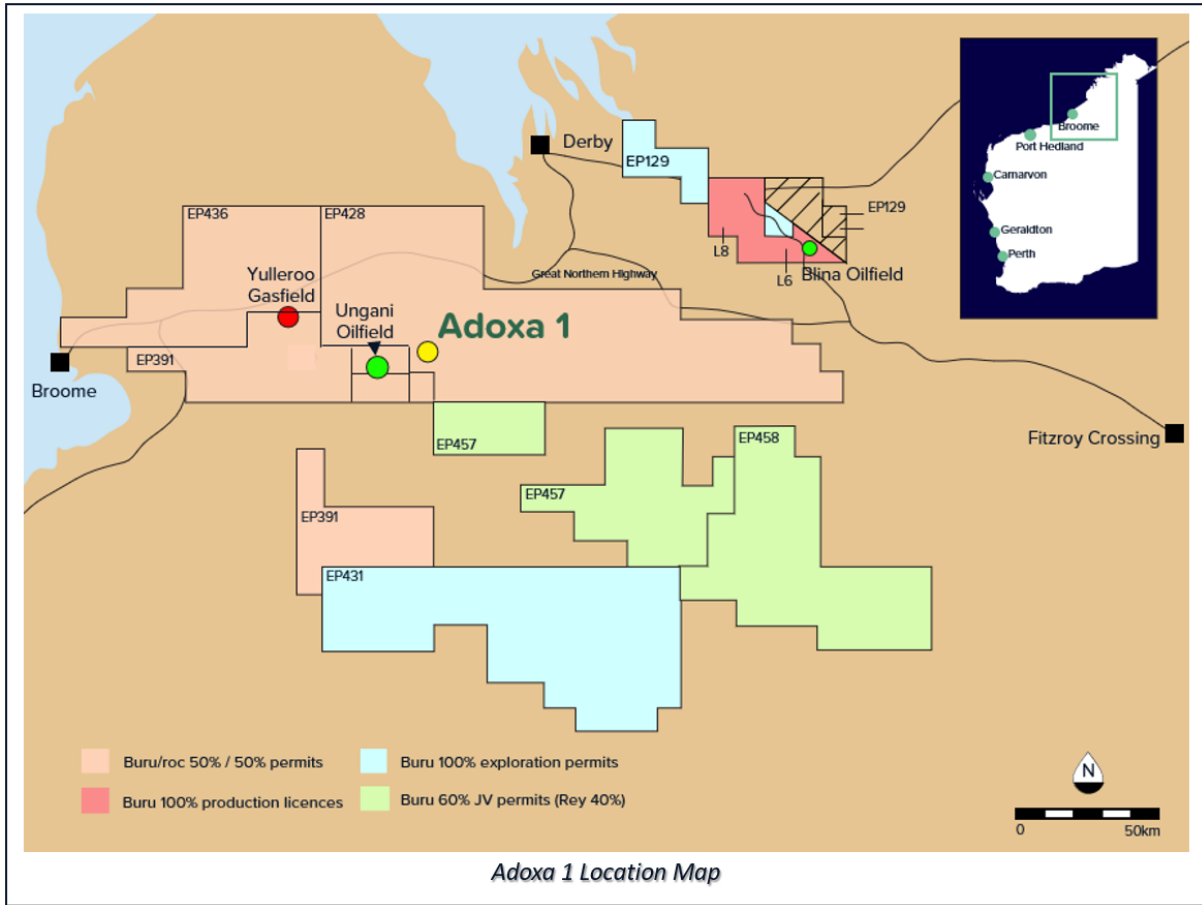 Derby
EP129
Broome
Port Hedland
Carnarvon
Geraldton
Perth
EP436
EP428
EP129
L8
L6
Blina Oilfield
Great Northern Highway
Yulleroo
Gasfield
Ungani
Oilfield
Adoxa 1
EP391
Broome
EP457
EP458
Fitzroy Crossing
EP457
EP391
EP431
Buru/roc 50% / 50% permits
Buru 100% exploration permits
Buru 100% production licences
Buru 60% JV permits (Rey 40%)
N
0
50km
Adoxa 1 Location Map